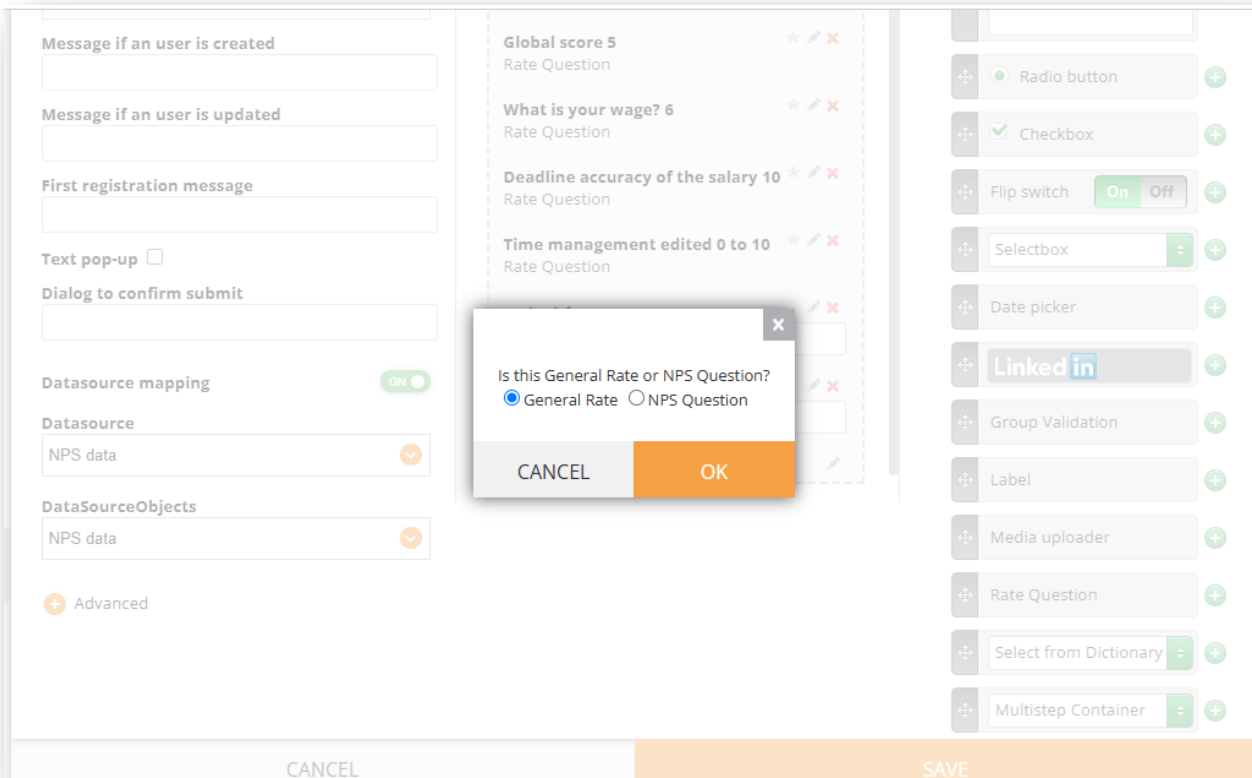 Message if an user is created
Message if an user is updated
First registration message
Text pop-up
Dialog to confirm submit
Datasource mapping
ON
Datasource
NPS data
DataSourceObjects
NPS data
Advanced
Global score 5
Rate Question
What is your wage? 6
Rate Question
Deadline accuracy of the salary 10
Rate Question
Time management edited 0 to 10
Rate Question
x
Is this General Rate or NPS Question?
General Rate NPS Question
CANCEL OK
Radio button
Checkbox
Flip switch On Off
Selectbox
Date picker
Linked in
Group Validation
Label
Media uploader
Rate Question
Select from Dictionary
Multistep Container
CANCEL SAVE